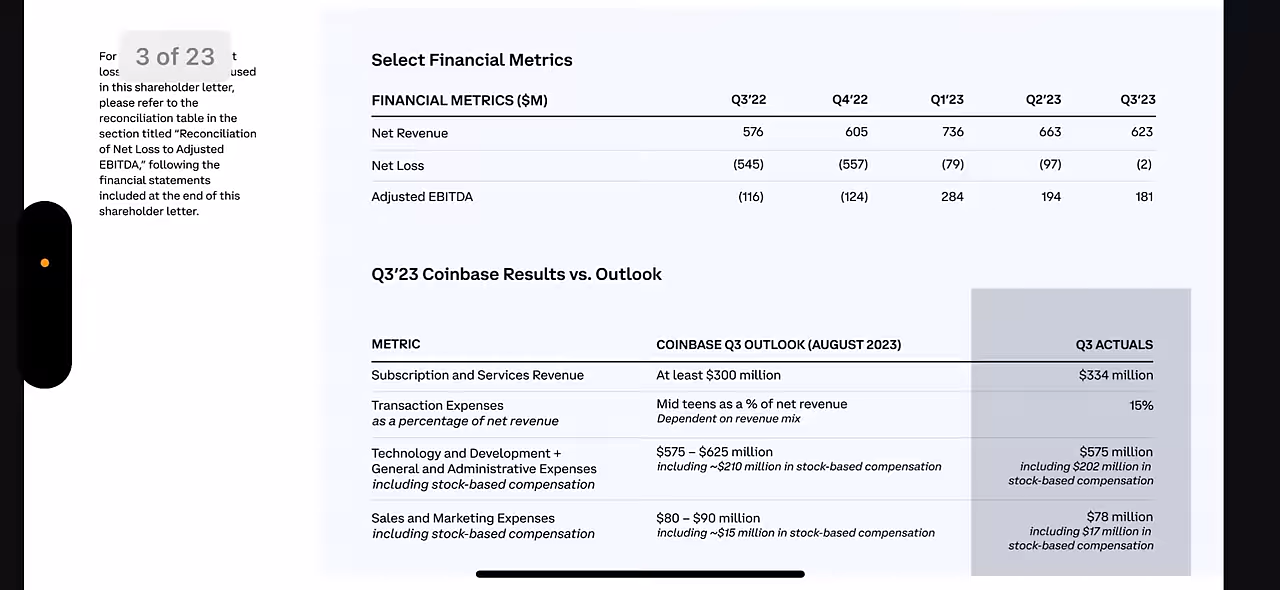 3 of 23
For t
loss used
in this shareholder letter,
please refer to the
reconciliation table in the
section titled “Reconciliation
of Net Loss to Adjusted
EBITDA,” following the
financial statements
included at the end of this
shareholder letter.
Select Financial Metrics
FINANCIAL METRICS ($M) Q3’22 Q4’22 Q1’23 Q2’23 Q3’23
Net Revenue 576 605 736 663 623
Net Loss (545) (557) (79) (97) (2)
Adjusted EBITDA (116) (124) 284 194 181
Q3’23 Coinbase Results vs. Outlook
METRIC COINBASE Q3 OUTLOOK (AUGUST 2023) Q3 ACTUALS
Subscription and Services Revenue At least $300 million $334 million
Transaction Expenses Mid teens as a % of net revenue 15%
as a percentage of net revenue Dependent on revenue mix
Technology and Development + $575 – $625 million $575 million
General and Administrative Expenses including ~$210 million in stock-based compensation including $202 million in
including stock-based compensation stock-based compensation
Sales and Marketing Expenses $80 – $90 million $78 million
including stock-based compensation including ~$15 million in stock-based compensation including $17 million in
stock-based compensation